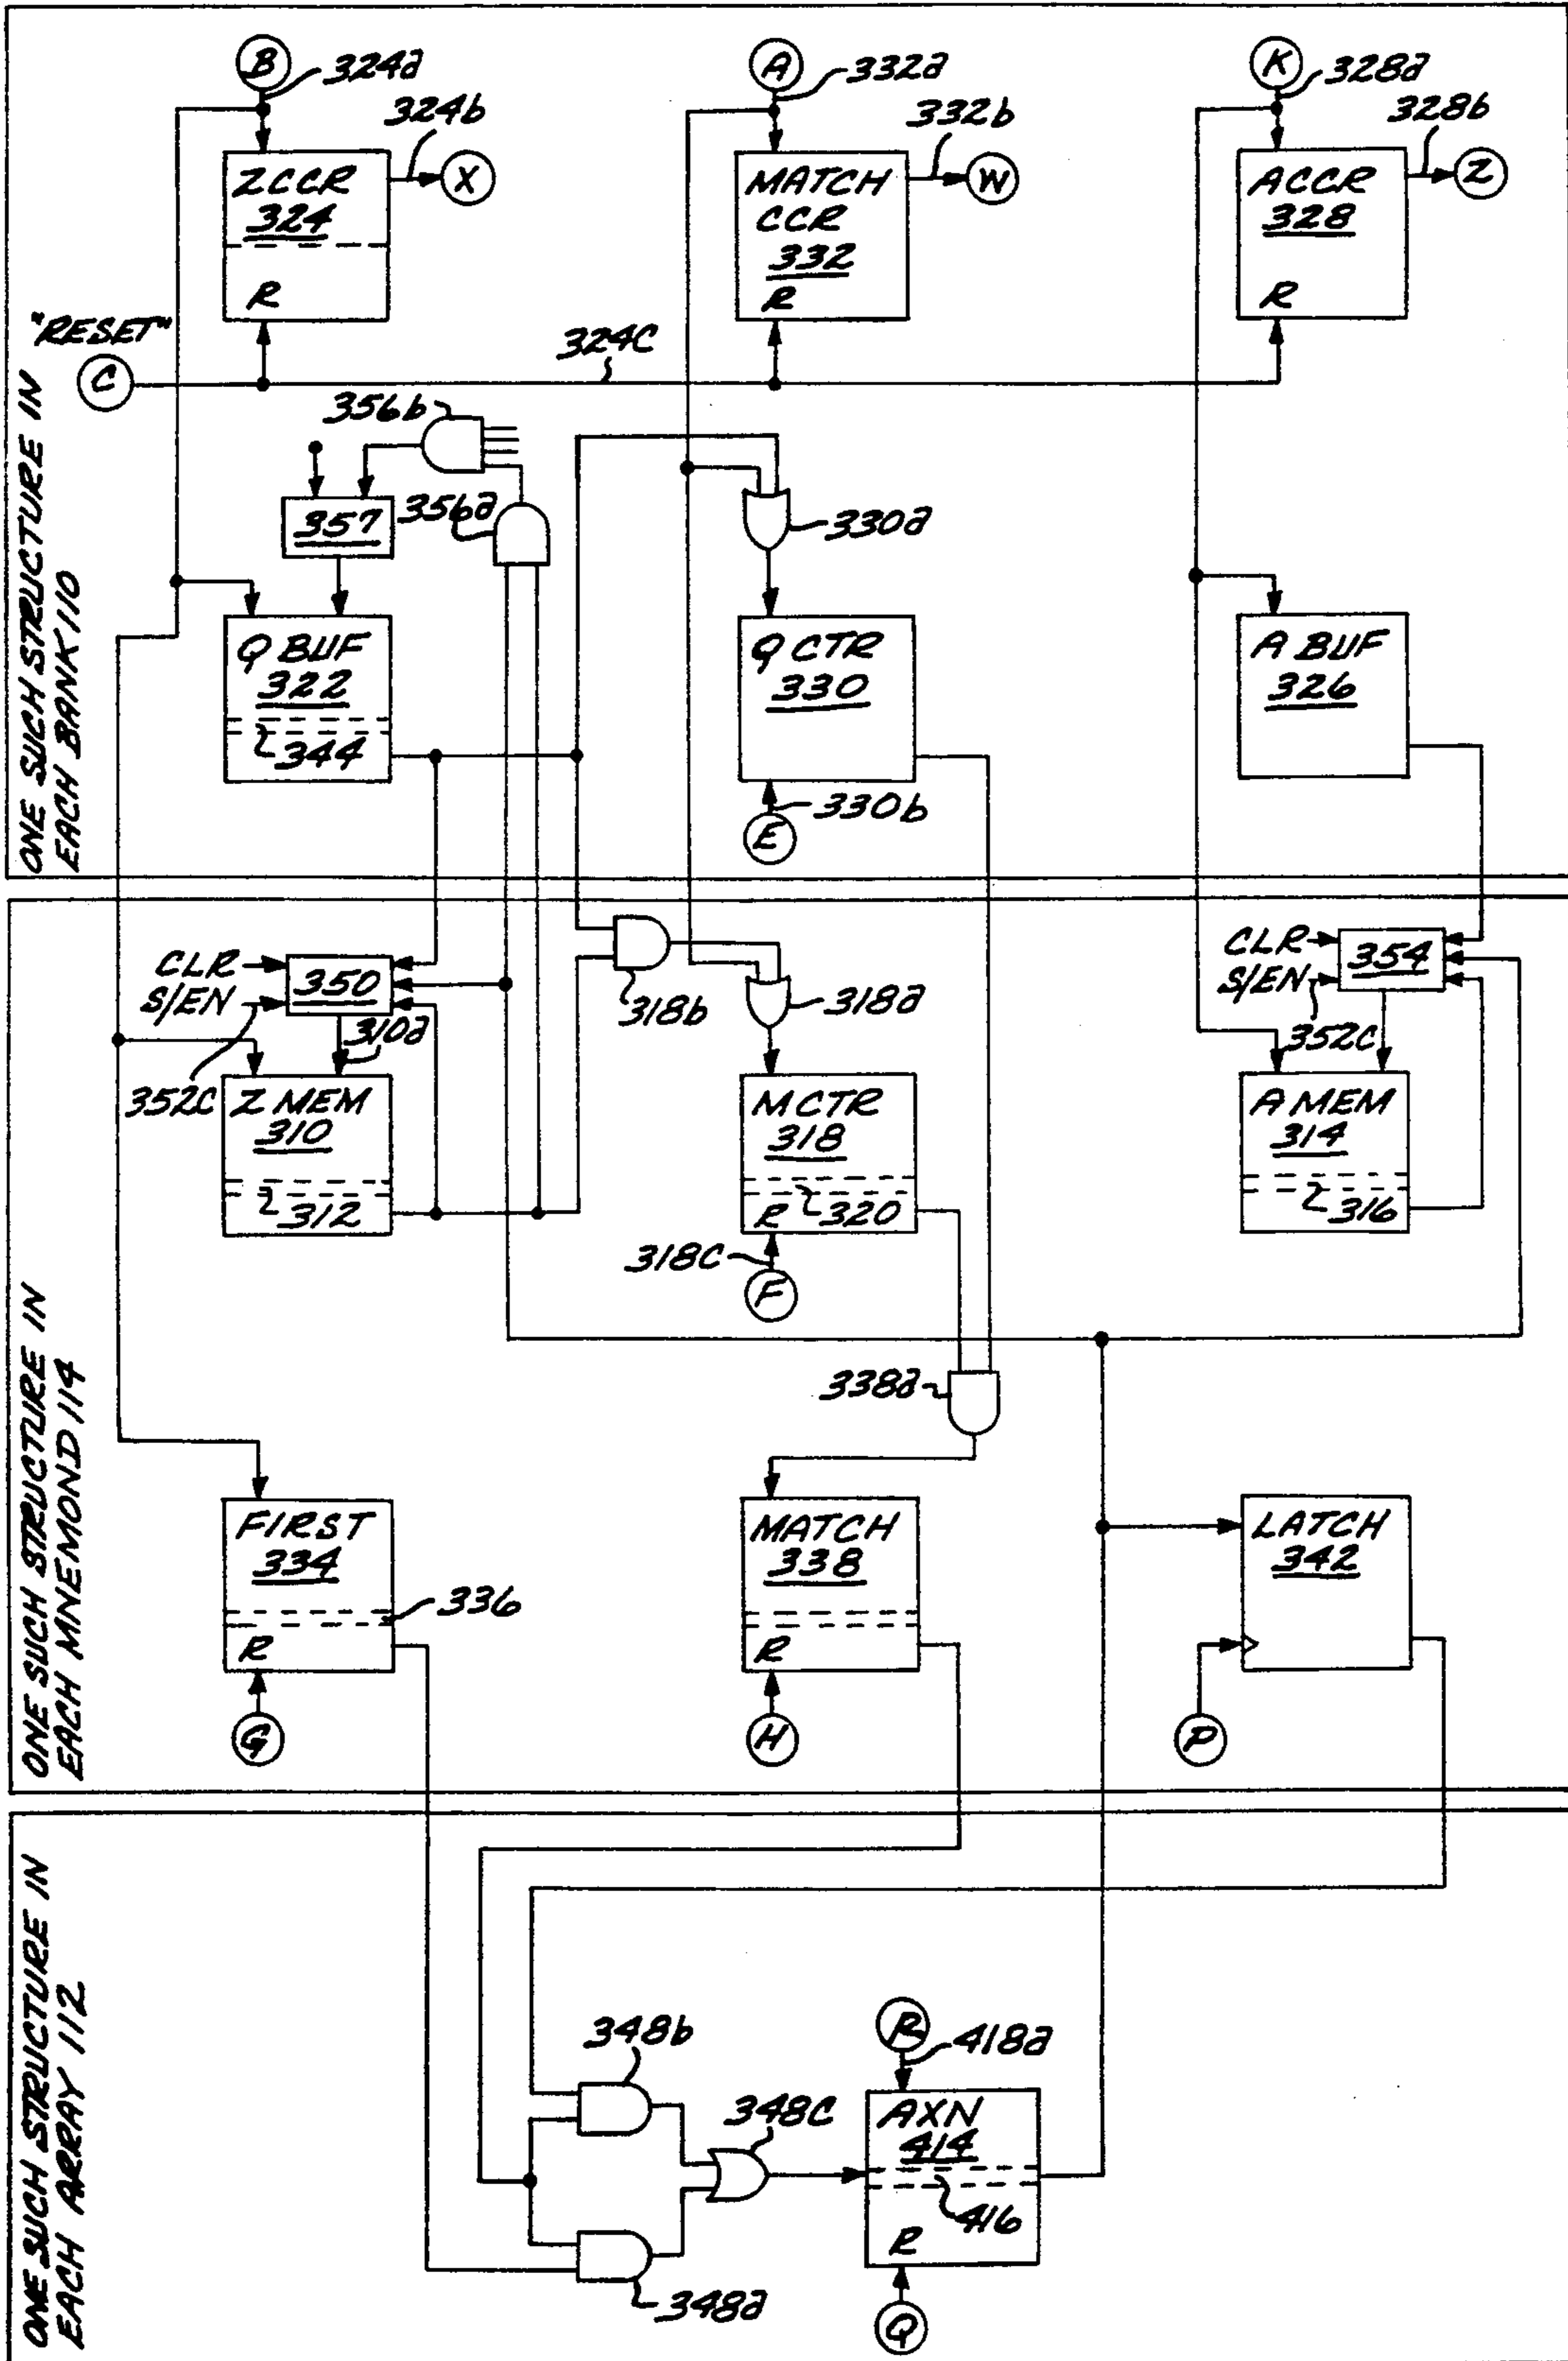 B
324a
324b
X
ZCCR
324
R
A
332a
332b
W
MATCH
CCR
332
R
K
328a
328b
Z
ACCR
328
R
"RESET"
C
324C
ONE SUCH STRUCTURE IN
EACH BANK 110
356b
357
356a
330a
Q BUF
322
344
Q CTR
330
330b
E
A BUF
326
ONE SUCH STRUCTURE IN
EACH MNEMOND 114
CLR
S/EN
350
310a
352C
Z MEM
310
312
318b
318a
M CTR
318
R
320
318C
F
CLR
S/EN
354
352C
A MEM
314
316
338a
FIRST
334
336
R
G
MATCH
338
R
H
LATCH
342
P
ONE SUCH STRUCTURE IN
EACH ARRAY 112
348b
348C
348a
R
418a
AXN
414
416
R
Q